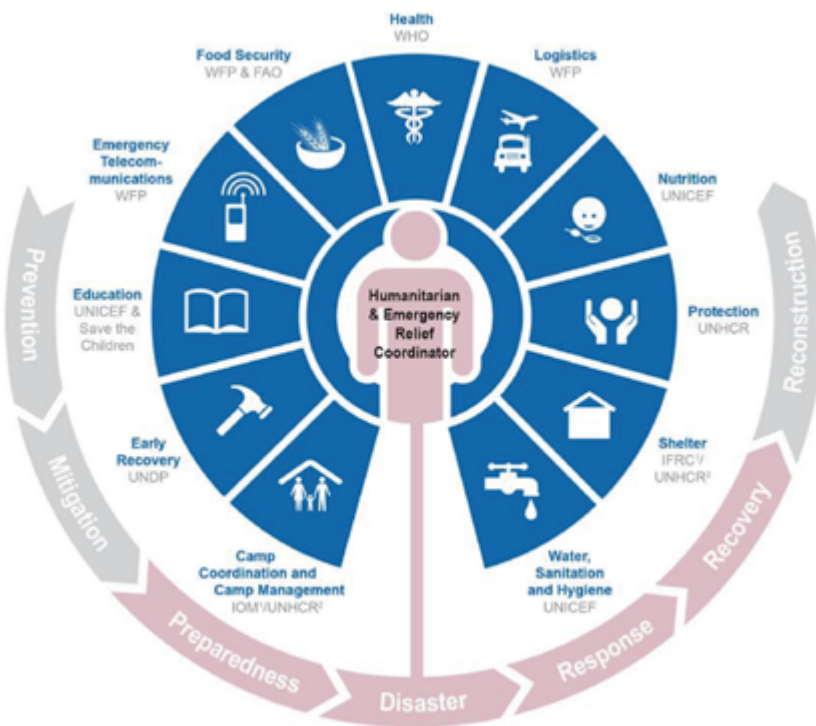 Health
WHO
Food Security
WFP & FAO
Logistics
WFP
Emergency
Telecom-
munications
WFP
Nutrition
UNICEF
Education
UNICEF &
Save the
Children
Humanitarian
& Emergency
Relief
Coordinator
Protection
UNHCR
Early
Recovery
UNDP
Shelter
IFRC¹/
UNHCR²
Camp
Coordination and
Camp Management
IOM¹/UNHCR²
Water,
Sanitation
and Hygiene
UNICEF
Prevention
Mitigation
Preparedness
Disaster
Response
Recovery
Reconstruction